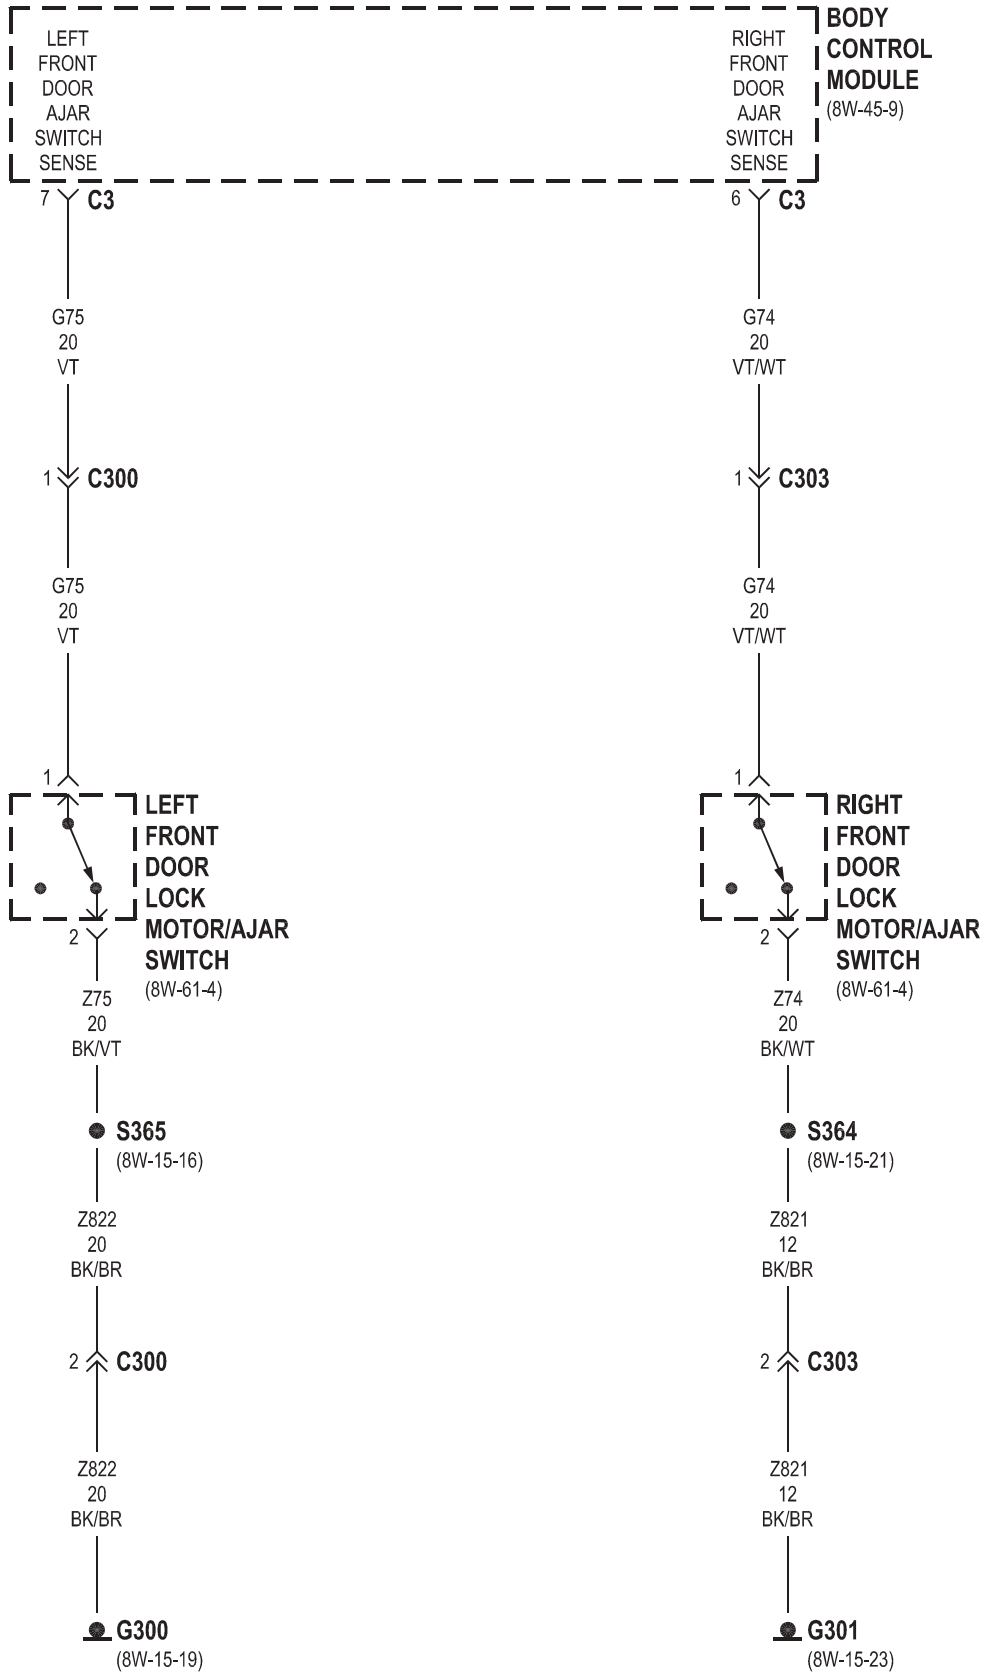 LEFT
FRONT
DOOR
AJAR
SWITCH
SENSE
RIGHT
FRONT
DOOR
AJAR
SWITCH
SENSE
BODY
CONTROL
MODULE
(8W-45-9)
7 C3
6 C3
G75
20
VT
G74
20
VT/WT
1 C300
1 C303
G75
20
VT
G74
20
VT/WT
1
LEFT
FRONT
DOOR
LOCK
MOTOR/AJAR
SWITCH
(8W-61-4)
2
1
RIGHT
FRONT
DOOR
LOCK
MOTOR/AJAR
SWITCH
(8W-61-4)
2
Z75
20
BK/VT
Z74
20
BK/WT
S365
(8W-15-16)
S364
(8W-15-21)
Z822
20
BK/BR
Z821
12
BK/BR
2 C300
2 C303
Z822
20
BK/BR
Z821
12
BK/BR
G300
(8W-15-19)
G301
(8W-15-23)